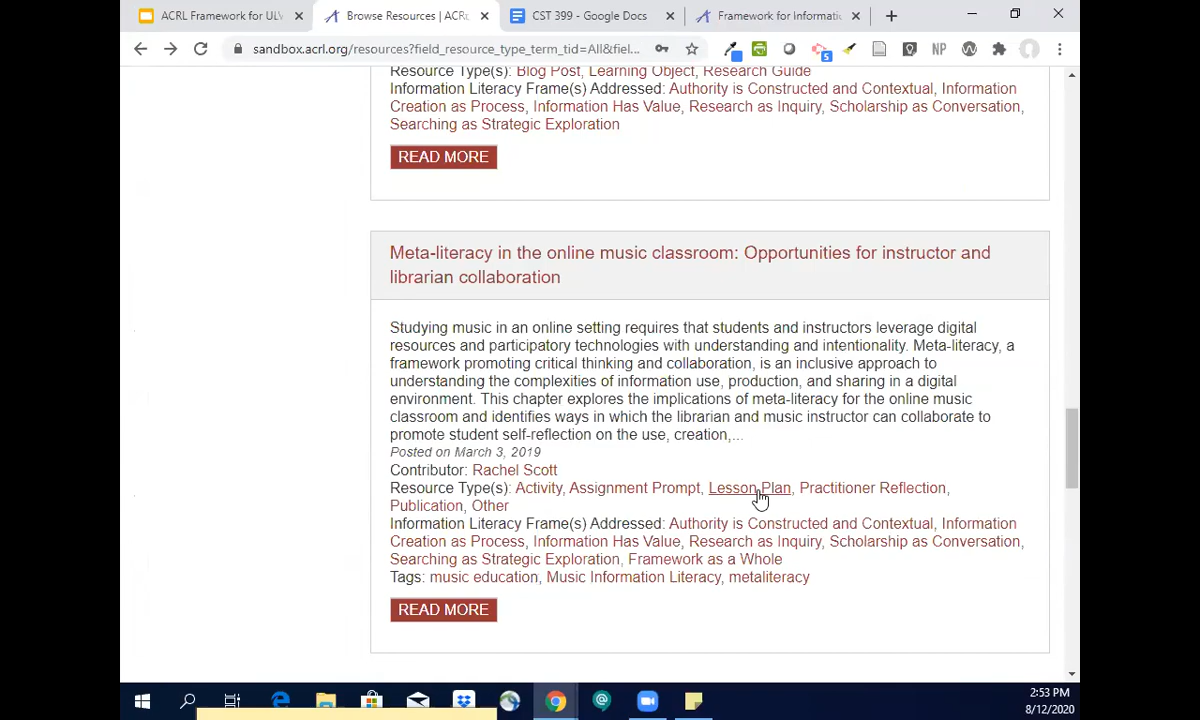 ACRL Framework for ULV
Browse Resources | ACRL
CST 399 - Google Docs
Framework for Informati
sandbox.acrl.org/resources?field_resource_type_term_tid=All&fiel...
5
NP
Resource Type(s): Blog Post, Learning Object, Research Guide
Information Literacy Frame(s) Addressed: Authority is Constructed and Contextual, Information
Creation as Process, Information Has Value, Research as Inquiry, Scholarship as Conversation,
Searching as Strategic Exploration
READ MORE
Meta-literacy in the online music classroom: Opportunities for instructor and
librarian collaboration
Studying music in an online setting requires that students and instructors leverage digital
resources and participatory technologies with understanding and intentionality. Meta-literacy, a
framework promoting critical thinking and collaboration, is an inclusive approach to
understanding the complexities of information use, production, and sharing in a digital
environment. This chapter explores the implications of meta-literacy for the online music
classroom and identifies ways in which the librarian and music instructor can collaborate to
promote student self-reflection on the use, creation,...
Posted on March 3, 2019
Contributor: Rachel Scott
Resource Type(s): Activity, Assignment Prompt, Lesson Plan, Practitioner Reflection,
Publication, Other
Information Literacy Frame(s) Addressed: Authority is Constructed and Contextual, Information
Creation as Process, Information Has Value, Research as Inquiry, Scholarship as Conversation,
Searching as Strategic Exploration, Framework as a Whole
Tags: music education, Music Information Literacy, metaliteracy
READ MORE
2:53 PM
8/12/2020